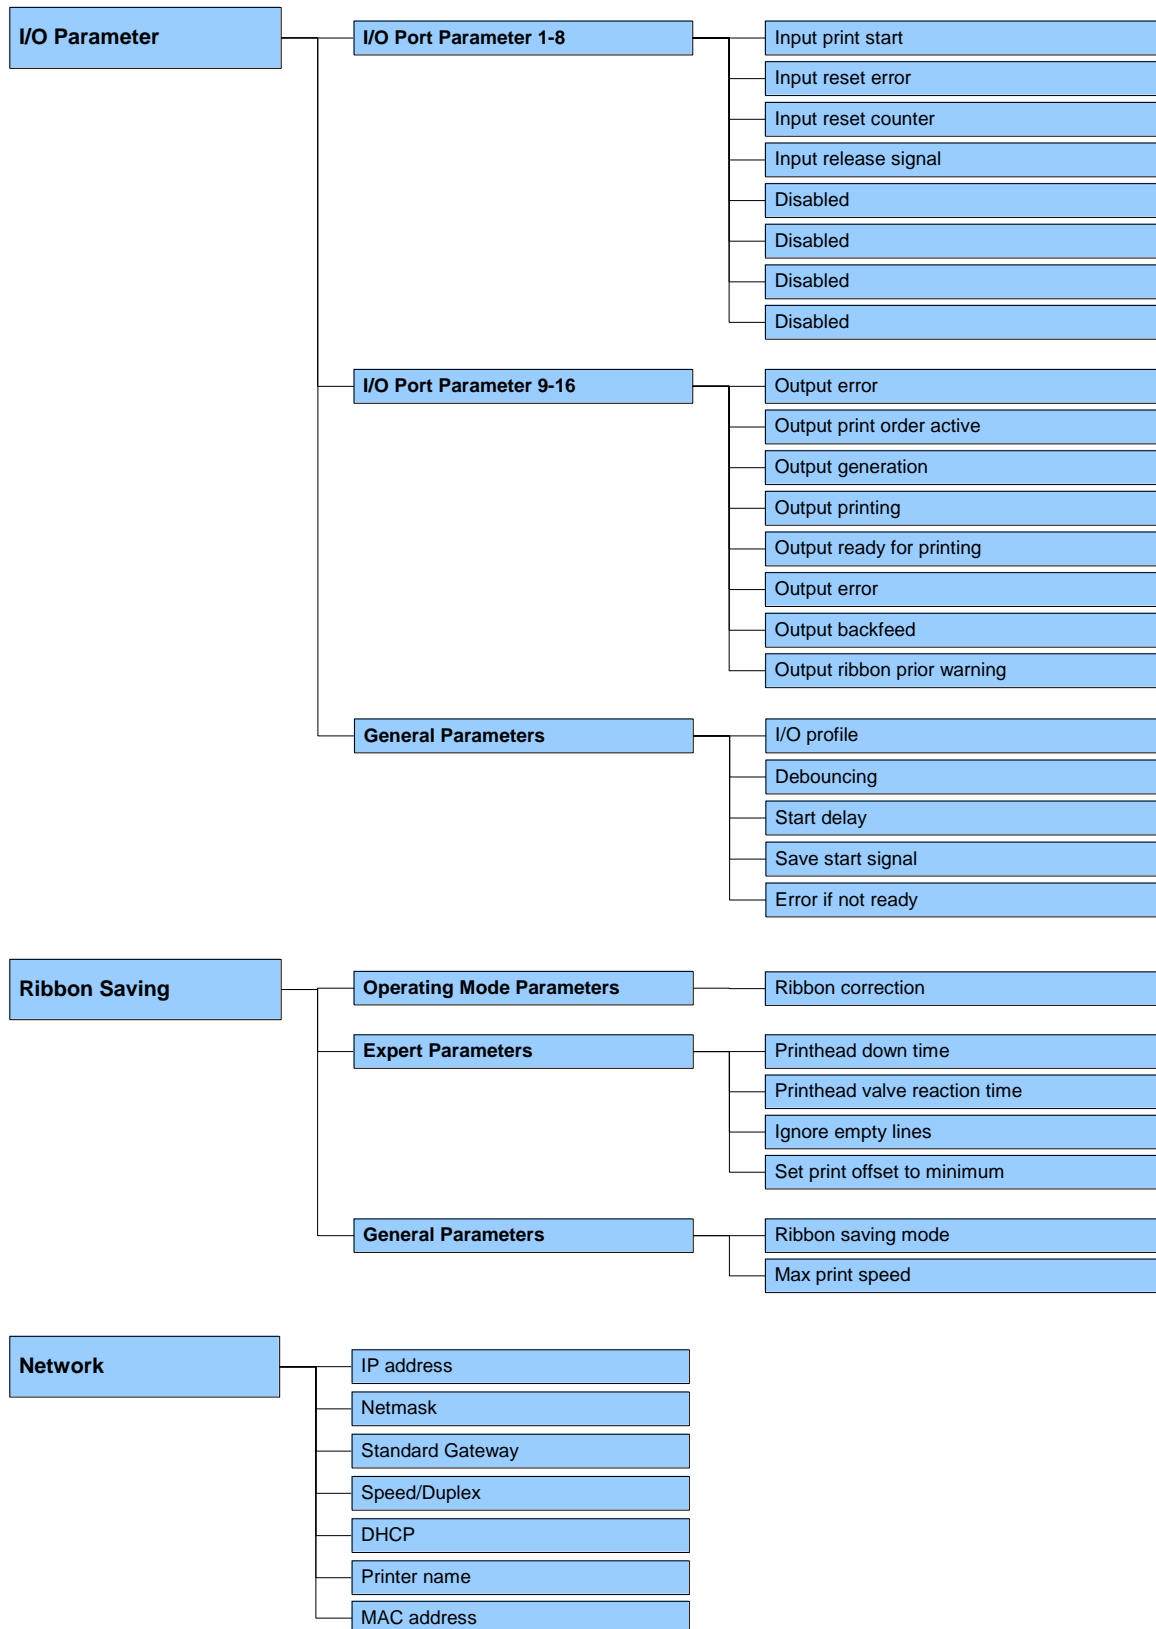 I/O Parameter
I/O Port Parameter 1-8
Input print start
Input reset error
Input reset counter
Input release signal
Disabled
Disabled
Disabled
Disabled
I/O Port Parameter 9-16
Output error
Output print order active
Output generation
Output printing
Output ready for printing
Output error
Output backfeed
Output ribbon prior warning
General Parameters
I/O profile
Debouncing
Start delay
Save start signal
Error if not ready
Ribbon Saving
Operating Mode Parameters
Ribbon correction
Expert Parameters
Printhead down time
Printhead valve reaction time
Ignore empty lines
Set print offset to minimum
General Parameters
Ribbon saving mode
Max print speed
Network
IP address
Netmask
Standard Gateway
Speed/Duplex
DHCP
Printer name
MAC address